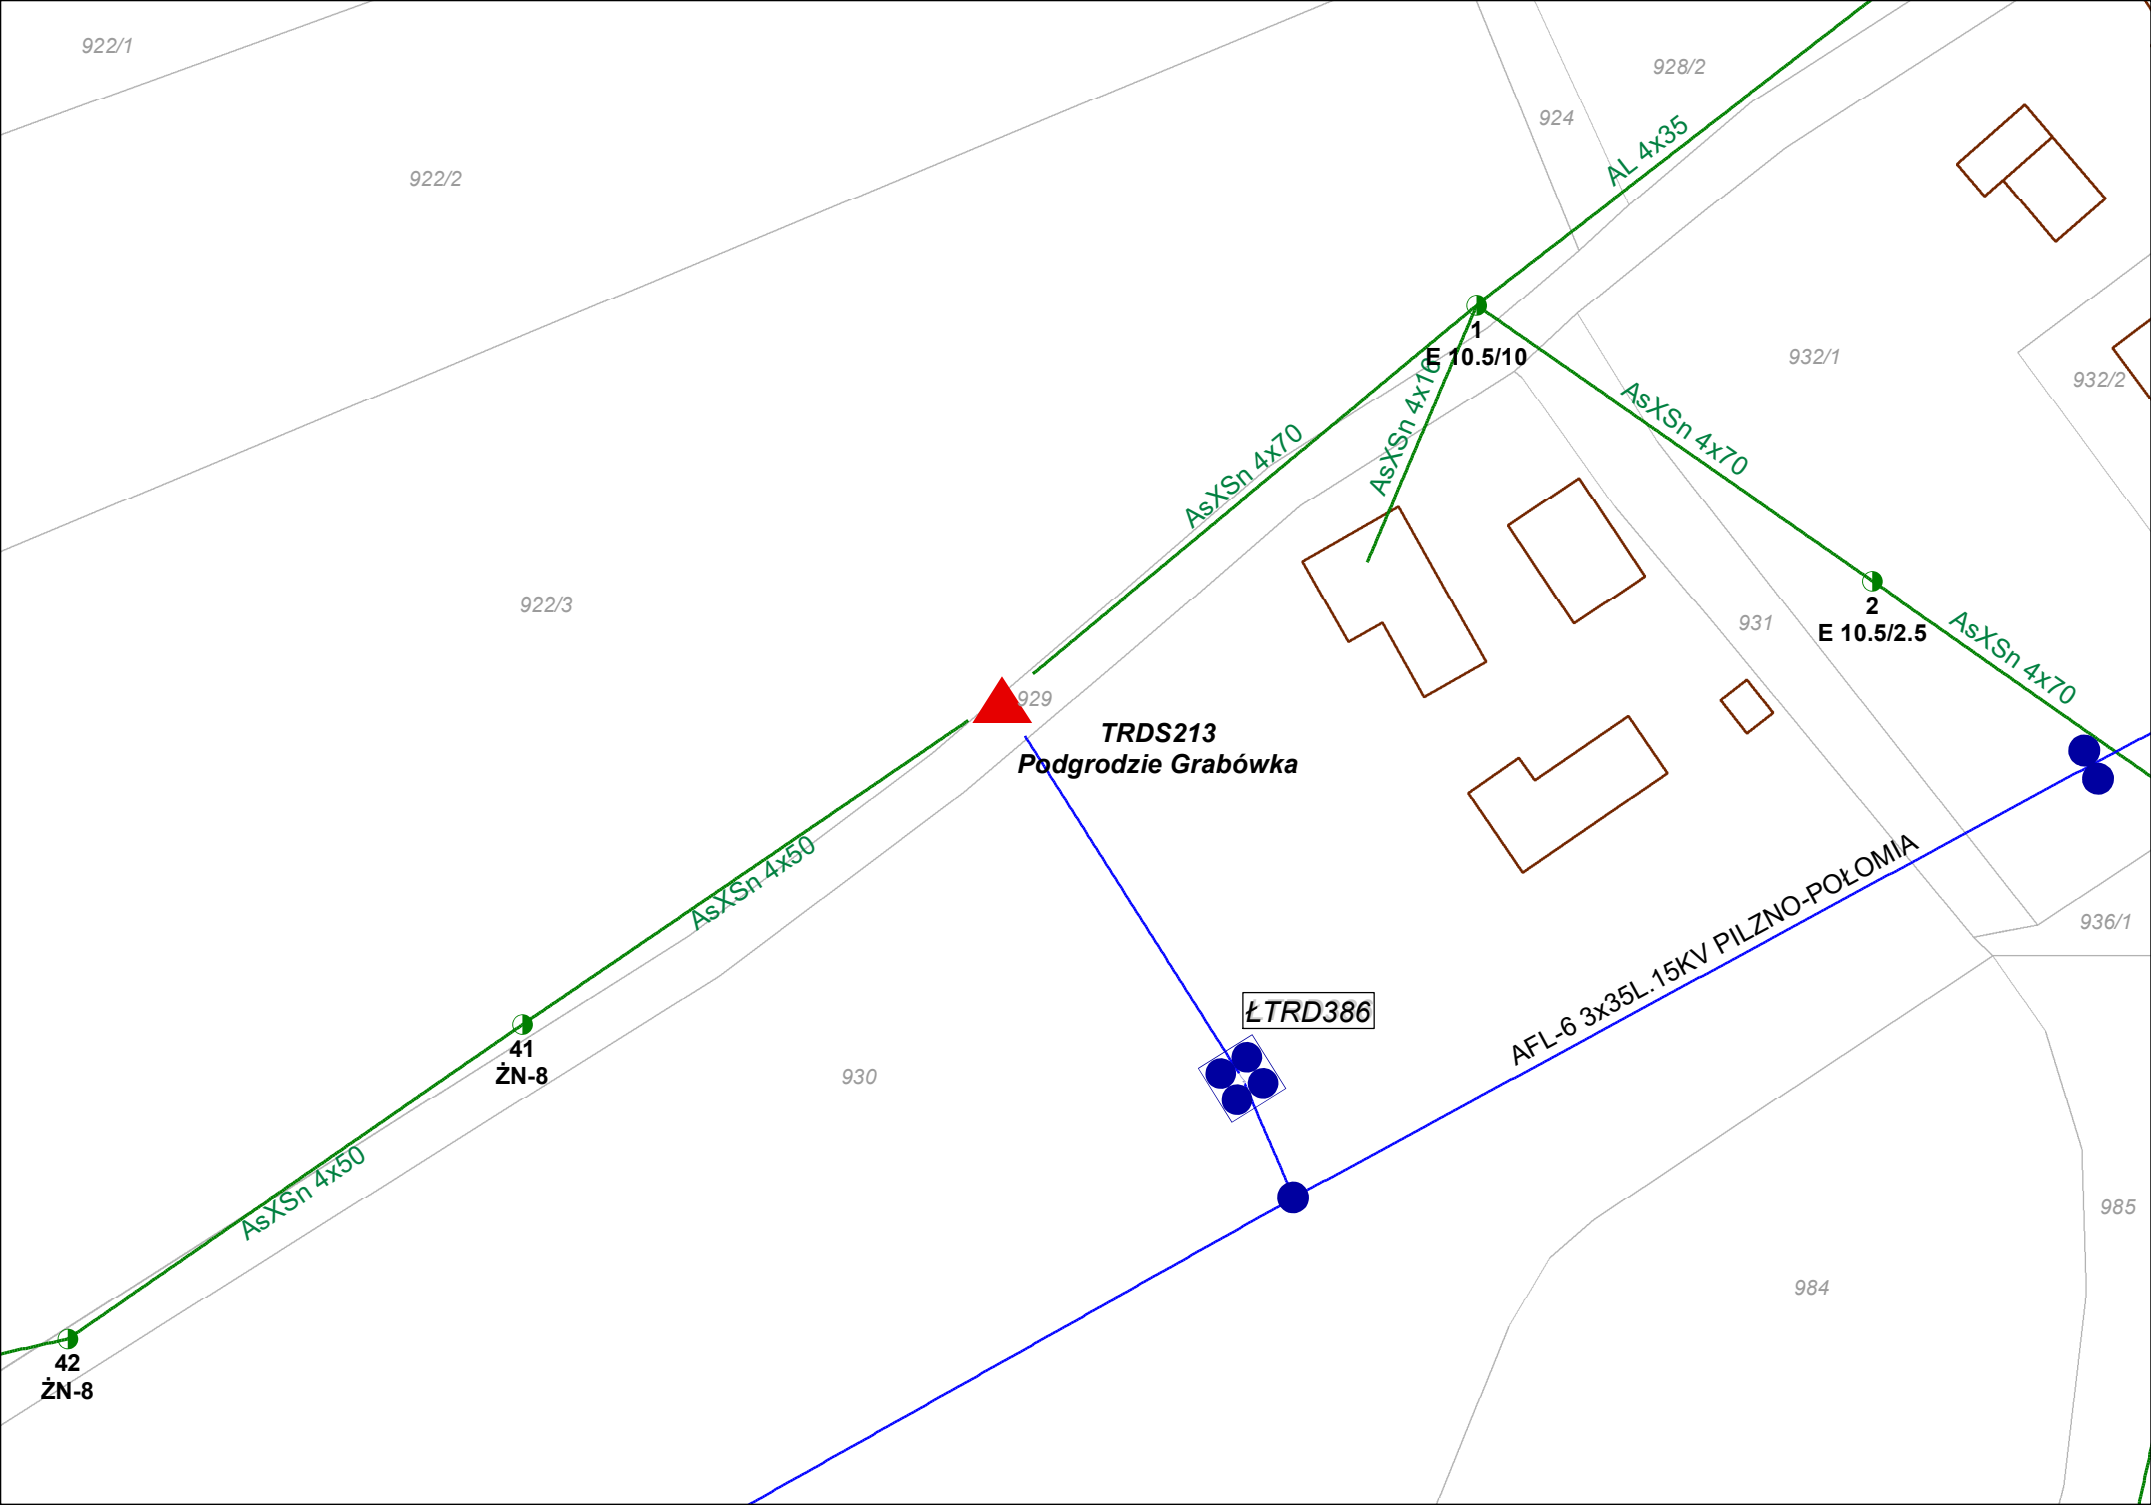 922/1
928/2
924
AL 4x35
922/2
1
E 10.5/10
932/1
932/2
AsXSn 4x16
AsXSn 4x70
AsXSn 4x70
922/3
2
E 10.5/2.5
931
AsXSn 4x70
929
TRDS213
Podgrodzie Grabówka
AsXSn 4x50
AFL-6 3x35L.15KV PILZNO-POŁOMIA
936/1
ŁTRD386
41
ŻN-8
930
AsXSn 4x50
985
984
42
ŻN-8